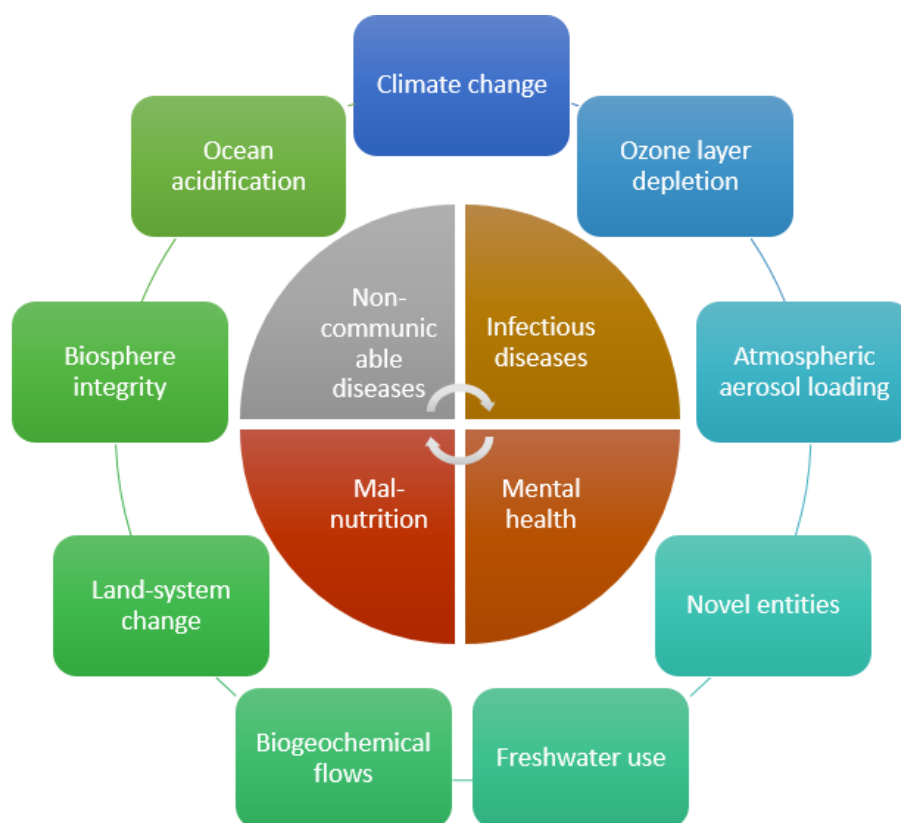 Climate change
Ozone layer
depletion
Atmospheric
aerosol loading
Novel entities
Freshwater use
Biogeochemical
flows
Land-system
change
Biosphere
integrity
Ocean
acidification
Non-
communic
able
diseases
Infectious
diseases
Mal-
nutrition
Mental
health